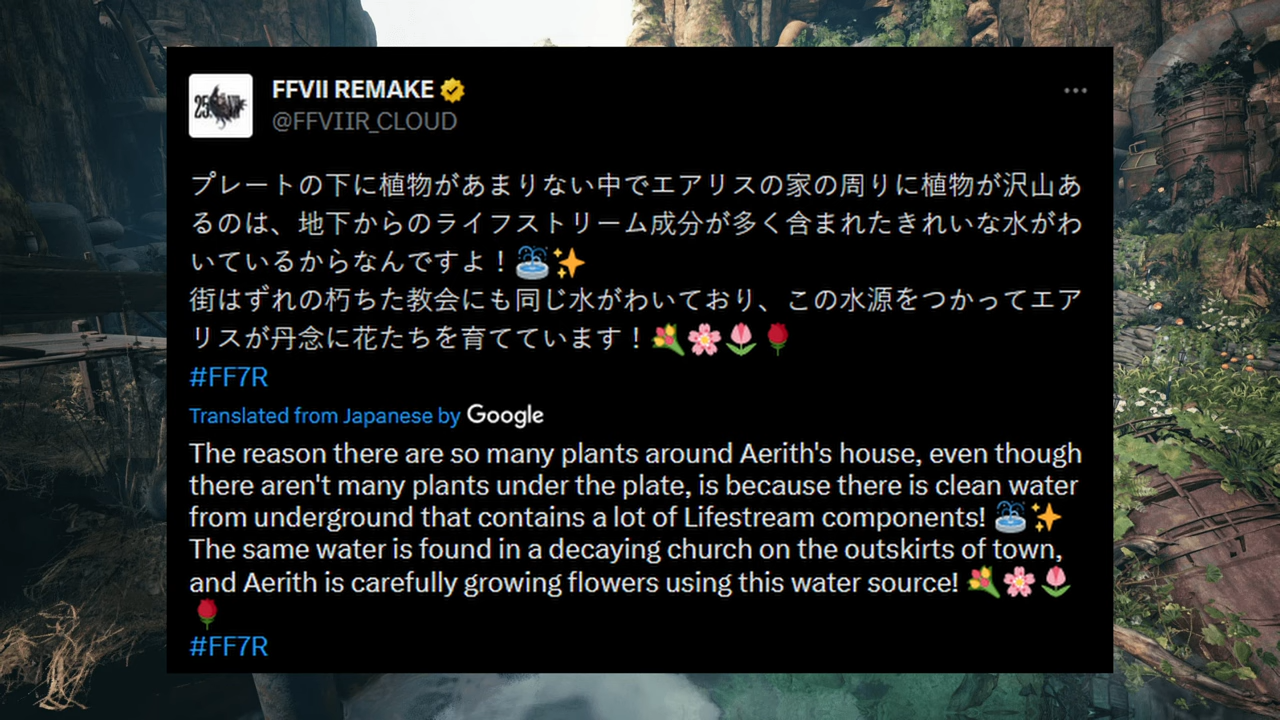 FFVII REMAKE
@FFVIIR_CLOUD
プレートの下に植物があまりない中でエアリスの家の周りに植物が沢山あ
るのは、地下からのライフストリーム成分が多く含まれたきれいな水がわ
いているからなんですよ！⛲✨
街はずれの朽ちた教会にも同じ水がわいており、この水源をつかってエア
リスが丹念に花たちを育てています！💐🌸🌷🌹
#FF7R
Translated from Japanese by Google
The reason there are so many plants around Aerith's house, even though
there aren't many plants under the plate, is because there is clean water
from underground that contains a lot of Lifestream components! ⛲✨
The same water is found in a decaying church on the outskirts of town,
and Aerith is carefully growing flowers using this water source! 💐🌸🌷
🌹
#FF7R